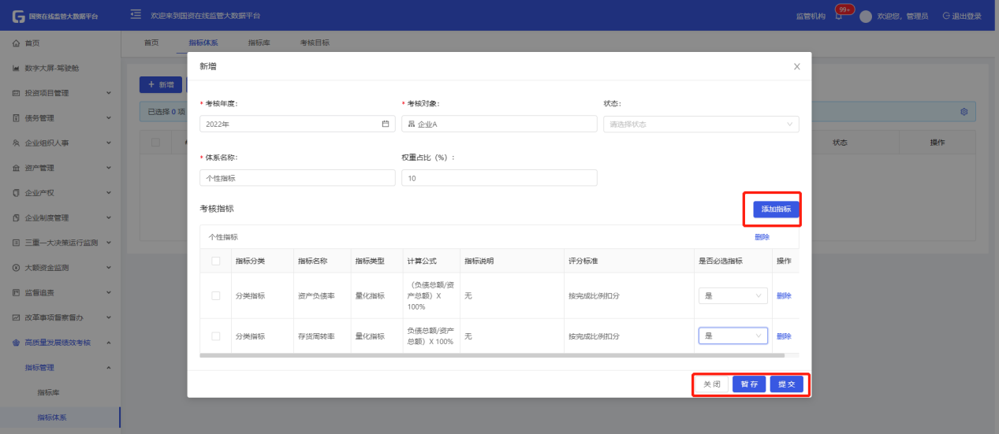 国资在线监管大数据平台
欢迎来到国资在线监管大数据平台
监管机构
99+
欢迎您，管理员
退出登录
首页
数字大屏-驾驶舱
投资项目管理
债务管理
企业组织人事
资产管理
企业产权
企业制度管理
三重一大决策运行监测
大额资金监测
监督追责
改革事项督察督办
高质量发展绩效考核
指标管理
指标库
指标体系
首页 指标体系 指标库 考核目标
+ 新增
已选择 0 项
状态 操作
新增
* 考核年度: * 考核对象: 状态:
2022年 企业A 请选择状态
* 体系名称: 权重占比（%）:
个性指标 10
考核指标 添加指标
个性指标 删除
指标分类 指标名称 指标类型 计算公式 指标说明 评分标准 是否必选指标 操作
分类指标 资产负债率 量化指标 （负债总额/资
产总额）X
100%
无 按完成比例扣分 是 删除
分类指标 存货周转率 量化指标 负债总额/资产
总额）X 100%
无 按完成比例扣分 是 删除
关闭 暂存 提交